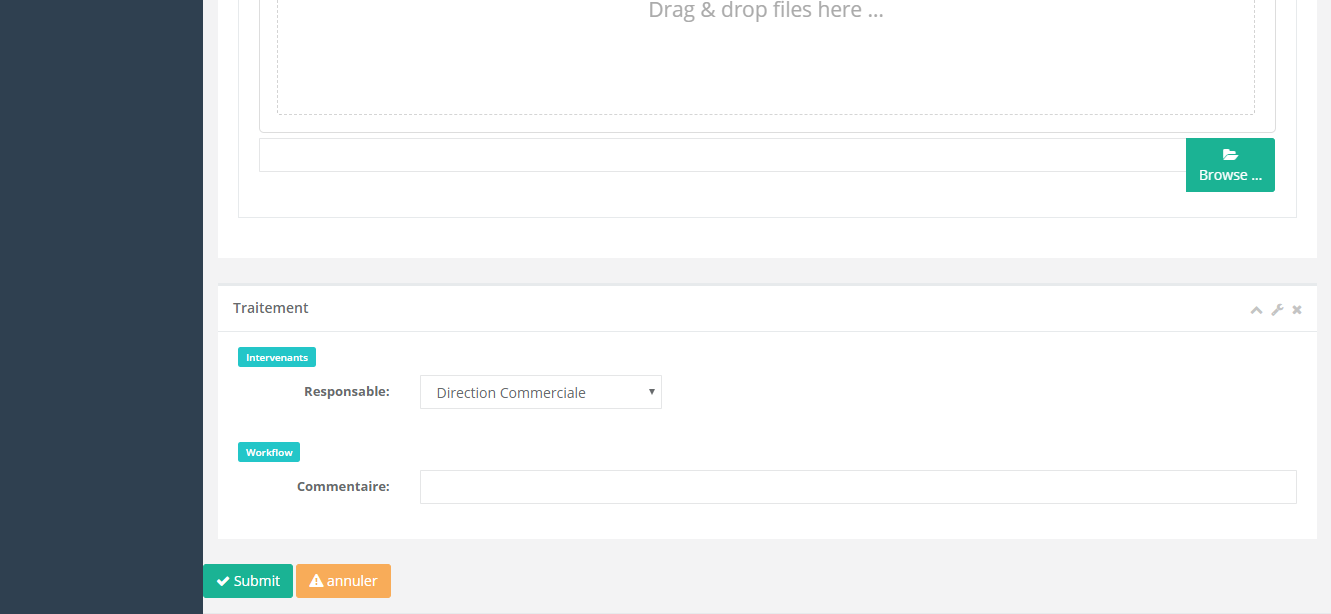 Drag & drop files here ...
Browse ...
Traitement
Intervenants
Responsable:
Direction Commerciale
Workflow
Commentaire:
Submit
annuler